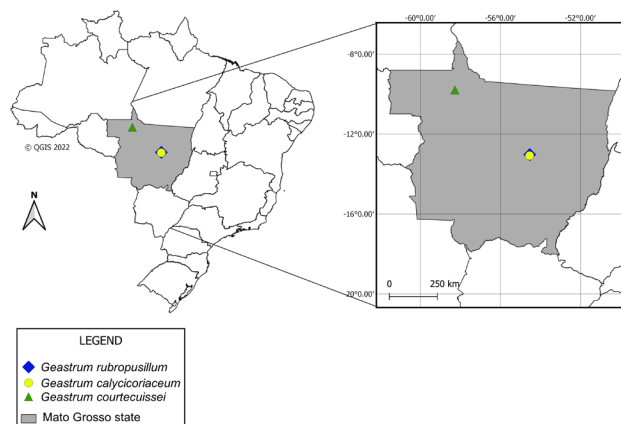 -60°0.00' -56°0.00' -52°0.00'
-8°0.00'
-12°0.00'
-16°0.00'
-20°0.00'
© QGIS 2022
N
0 250 km
LEGEND
Geastrum rubropusillum
Geastrum calycicoriaceum
Geastrum courtecuissei
Mato Grosso state